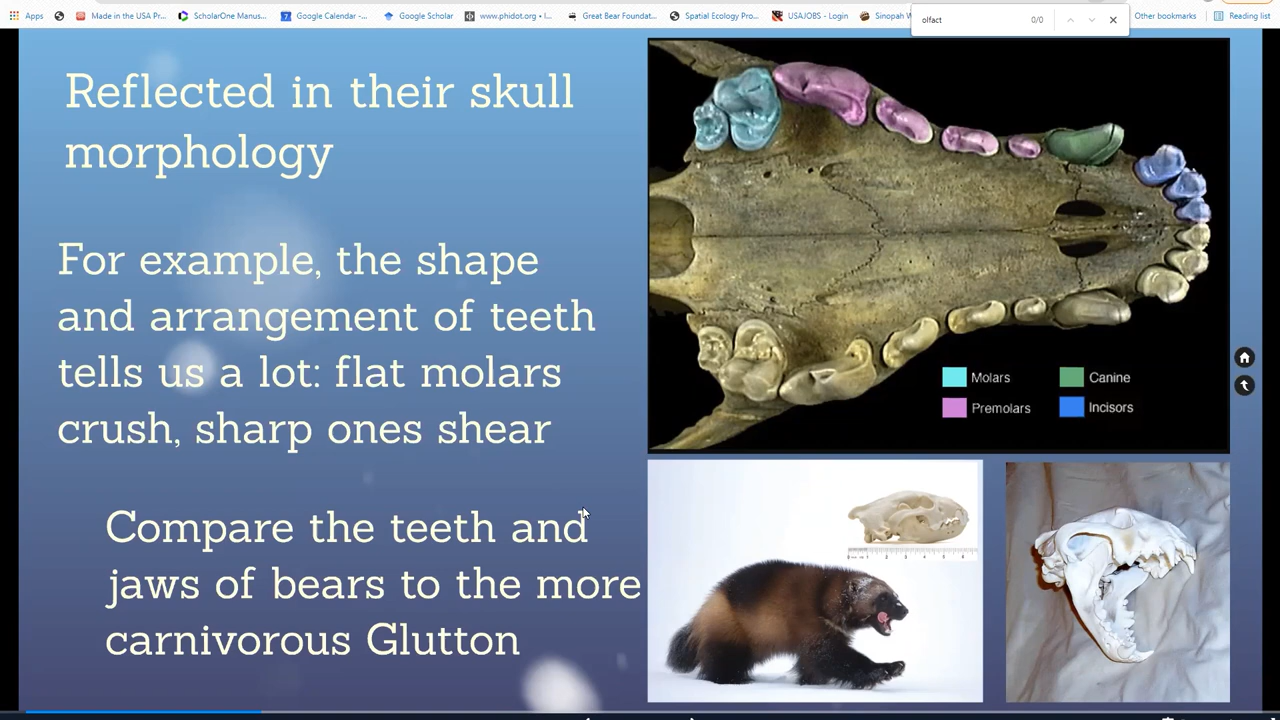 Apps
Made in the USA Pr...
ScholarOne Manus...
Google Calendar -...
Google Scholar
www.phidot.org • I...
Great Bear Foundat...
Spatial Ecology Pro...
USAJOBS - Login
Sinopah W
olfact
0/0
Other bookmarks
Reading list
Reflected in their skull
morphology
For example, the shape
and arrangement of teeth
tells us a lot: flat molars
crush, sharp ones shear
Compare the teeth and
jaws of bears to the more
carnivorous Glutton
Molars
Canine
Premolars
Incisors